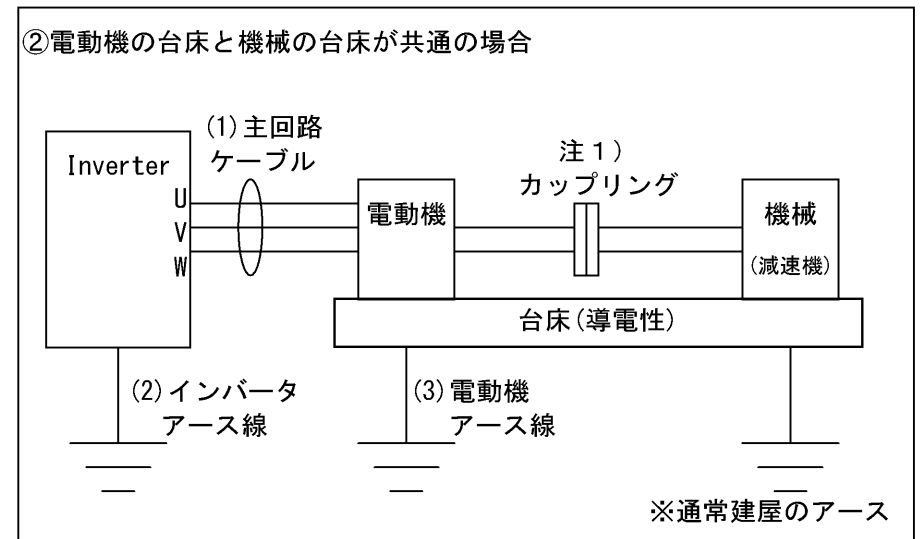 ②電動機の台床と機械の台床が共通の場合
(1)主回路
ケーブル
Inverter
U
V
W
電動機
注１）
カップリング
機械
(減速機)
台床(導電性)
(2)インバータ
アース線
(3)電動機
アース線
※通常建屋のアース